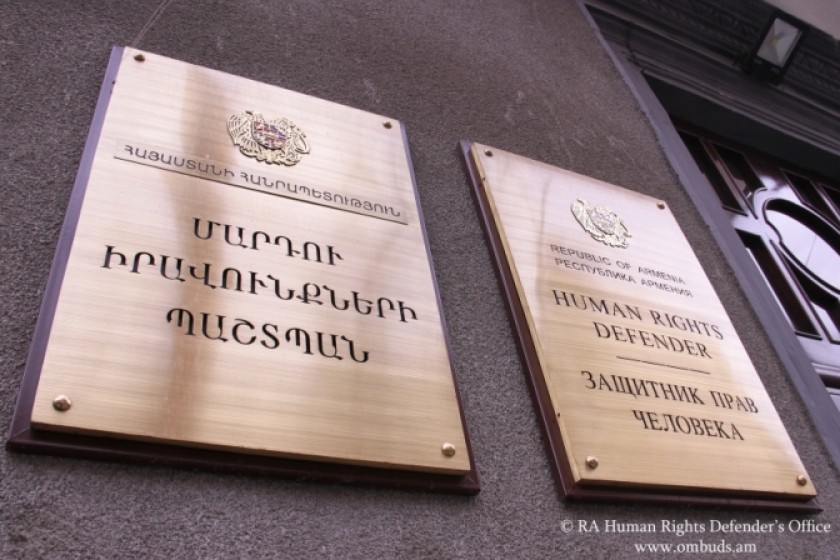 ՀԱՅԱՍՏԱՆԻ ՀԱՆՐԱՊԵՏՈՒԹՅՈՒՆ
ՄԱՐԴՈՒ
ԻՐԱՎՈՒՆՔՆԵՐԻ
ՊԱՇՏՊԱՆ
REPUBLIC OF ARMENIA
РЕСПУБЛИКА АРМЕНИЯ
HUMAN RIGHTS
DEFENDER
ЗАЩИТНИК ПРАВ
ЧЕЛОВЕКА
© RA Human Rights Defender's Office
www.ombuds.am